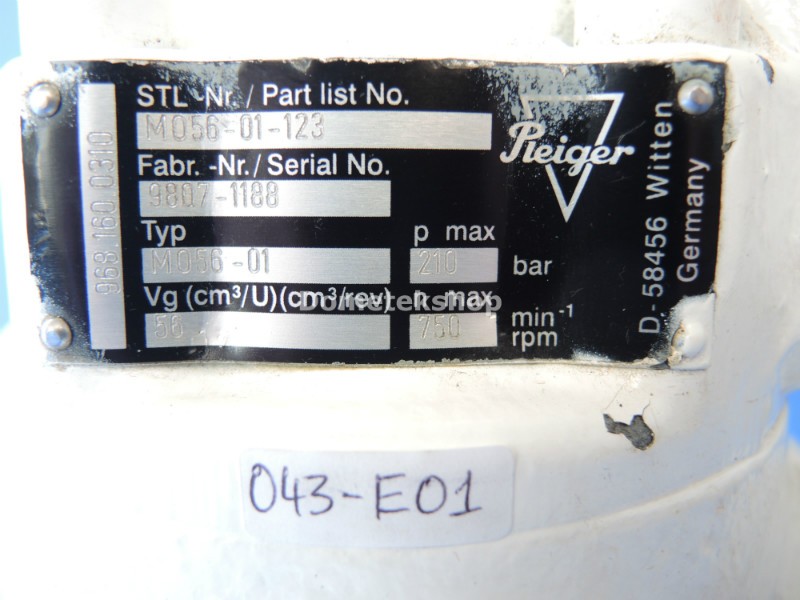 STL -Nr. / Part list No.
M056-01-123
Fabr. -Nr. / Serial No.
9807-1188
Typ
M056-01
p max
210 bar
Vg (cm³/U)(cm³/rev)
56
n max
750 min⁻¹
rpm
968.160.0310
Pleiger
D-58456 Witten
Germany
Dometekshop
043-E01